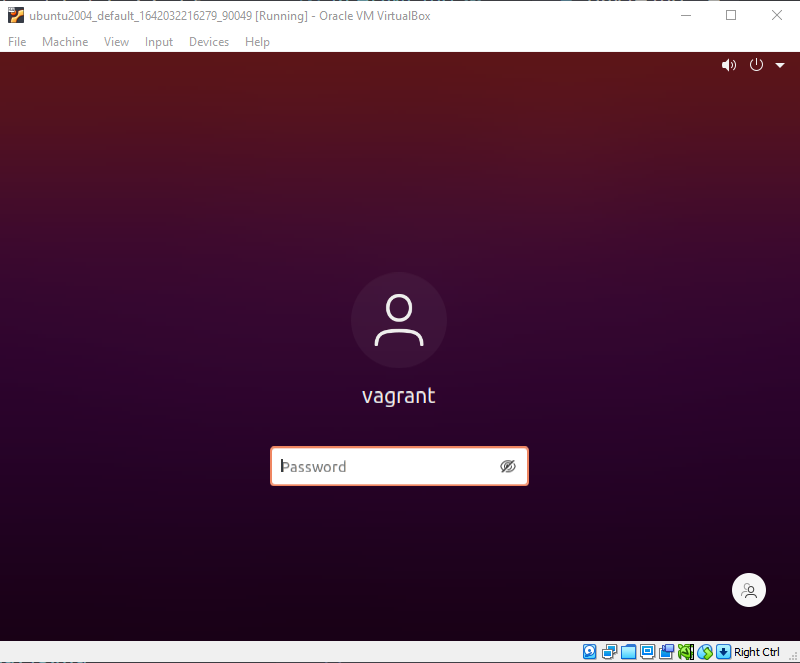 ubuntu2004_default_1642032216279_90049 [Running] - Oracle VM VirtualBox
File Machine View Input Devices Help
vagrant
Password
Right Ctrl